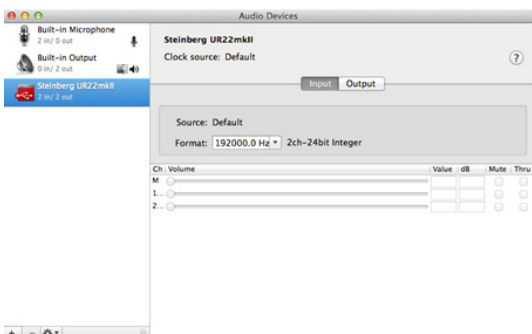 Audio Devices
Built-in Microphone
2 in/ 0 out
Built-in Output
0 in/ 2 out
Steinberg UR22mkII
2 in/ 2 out
Steinberg UR22mkII
Clock source: Default
?
Input Output
Source: Default
Format: 192000.0 Hz 2ch-24bit Integer
Ch Volume Value dB Mute Thru
M
1...
2...